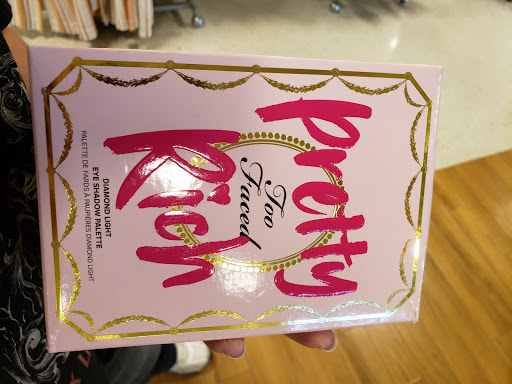 pretty
Too
Faced
Rich
DIAMOND LIGHT
EYE SHADOW PALETTE
PALETTE DE FARDS À PAUPIÈRES DIAMOND LIGHT